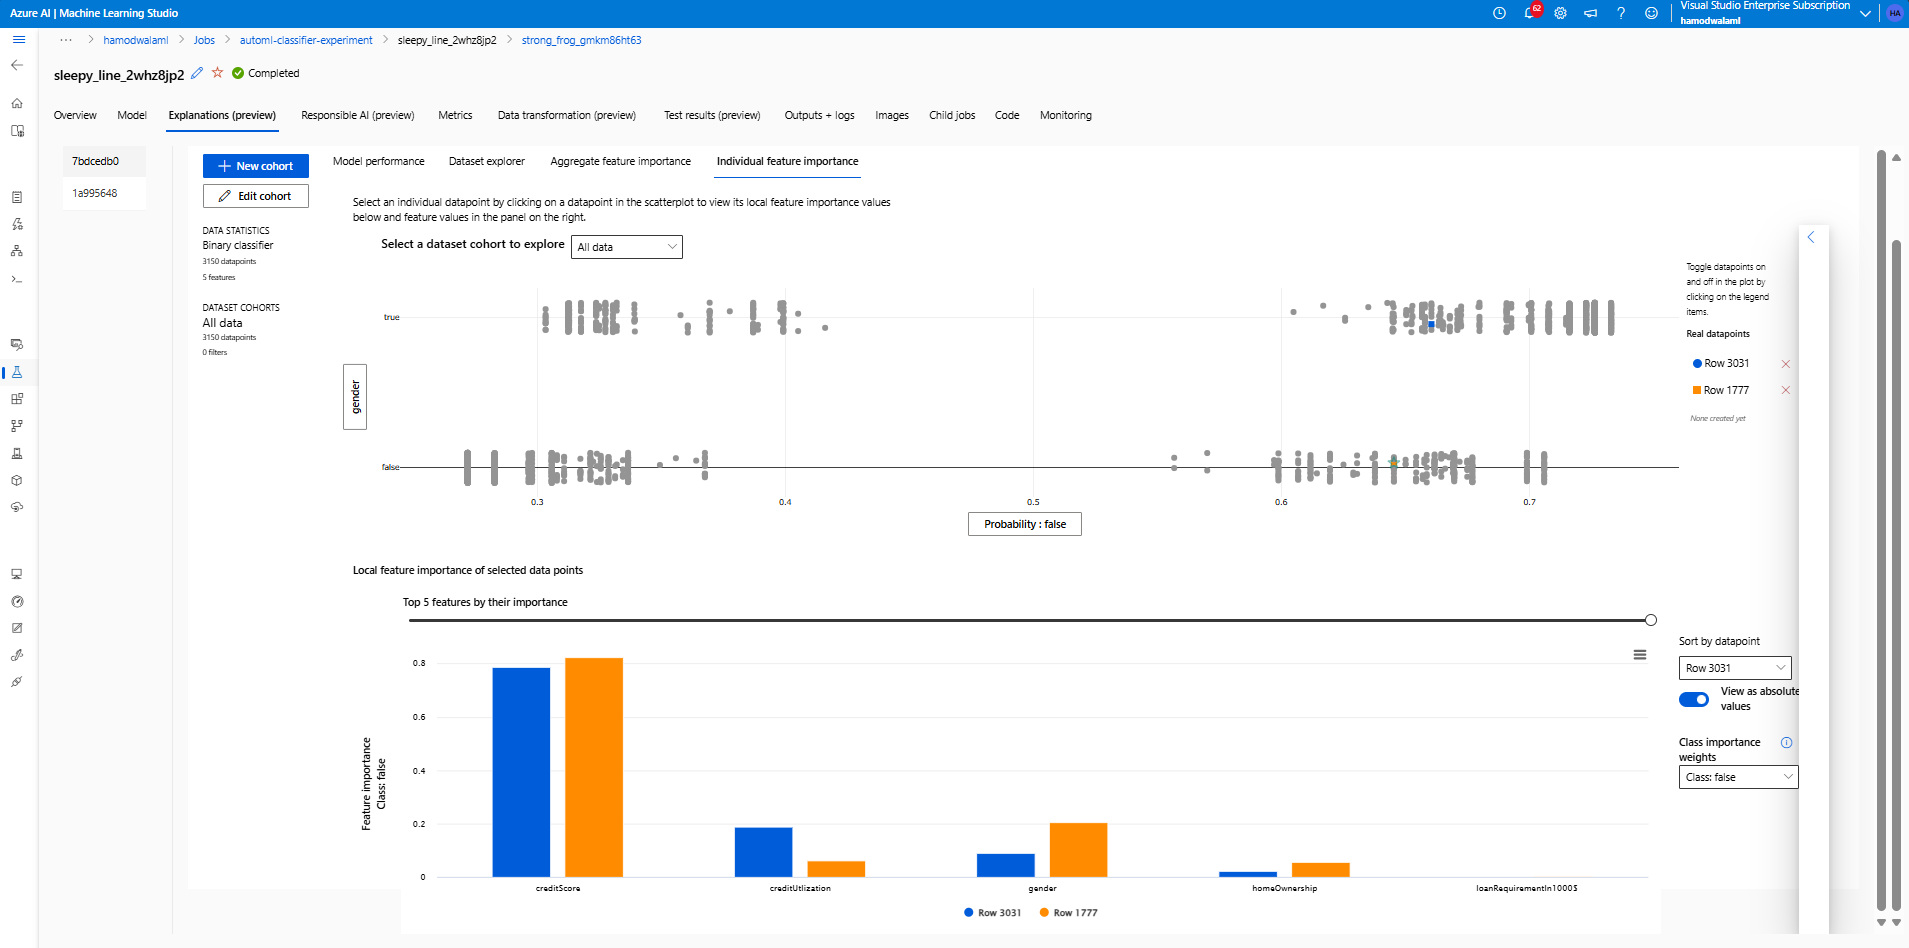 Azure AI | Machine Learning Studio
62
Visual Studio Enterprise Subscription
hamodwalaml
HA
hamodwalaml
Jobs
automl-classifier-experiment
sleepy_line_2whz8jp2
strong_frog_gmkm86ht63
sleepy_line_2whz8jp2
Completed
Overview
Model
Explanations (preview)
Responsible AI (preview)
Metrics
Data transformation (preview)
Test results (preview)
Outputs + logs
Images
Child jobs
Code
Monitoring
7bdcedb0
1a995648
New cohort
Edit cohort
DATA STATISTICS
Binary classifier
3150 datapoints
5 features
DATASET COHORTS
All data
3150 datapoints
0 filters
Model performance
Dataset explorer
Aggregate feature importance
Individual feature importance
Select an individual datapoint by clicking on a datapoint in the scatterplot to view its local feature importance values
below and feature values in the panel on the right.
Select a dataset cohort to explore
All data
true
gender
false
0.3
0.4
0.5
0.6
0.7
Probability : false
Toggle datapoints on
and off in the plot by
clicking on the legend
items.
Real datapoints
Row 3031
Row 1777
None created yet
Local feature importance of selected data points
Top 5 features by their importance
0.8
0.6
0.4
0.2
0
Feature importance
Class: false
creditScore
creditUtlization
gender
homeOwnership
loanRequirementIn1000$
Row 3031
Row 1777
Sort by datapoint
Row 3031
View as absolute
values
Class importance
weights
Class: false